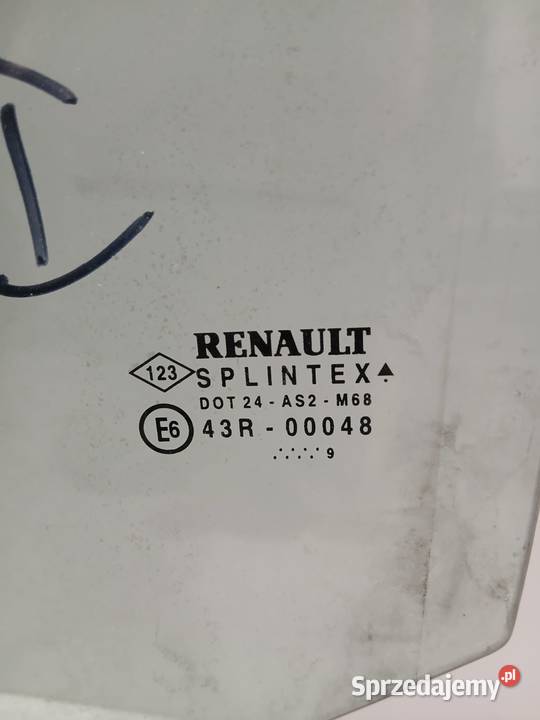 RENAULT
123 SPLINTEX
DOT 24 - AS2 - M68
E6 43R - 00048
.·.·.·.· 9
Sprzedajemy.pl